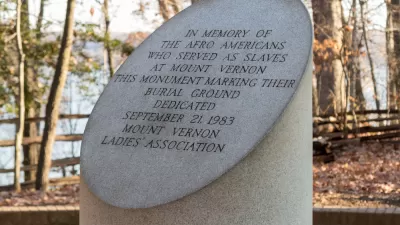 IN MEMORY OF
THE AFRO AMERICANS
WHO SERVED AS SLAVES
AT MOUNT VERNON
THIS MONUMENT MARKING THEIR
BURIAL GROUND
DEDICATED
SEPTEMBER 21, 1983
MOUNT VERNON
LADIES' ASSOCIATION